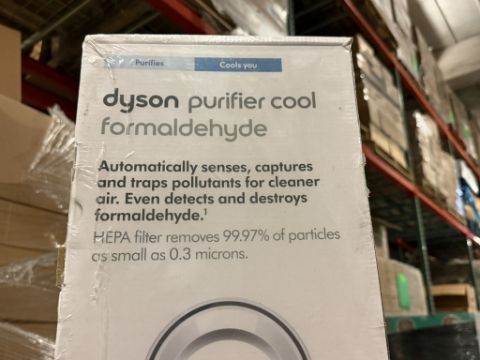 Purifies
Cools you
dyson purifier cool
formaldehyde
Automatically senses, captures
and traps pollutants for cleaner
air. Even detects and destroys
formaldehyde.¹
HEPA filter removes 99.97% of particles
as small as 0.3 microns.